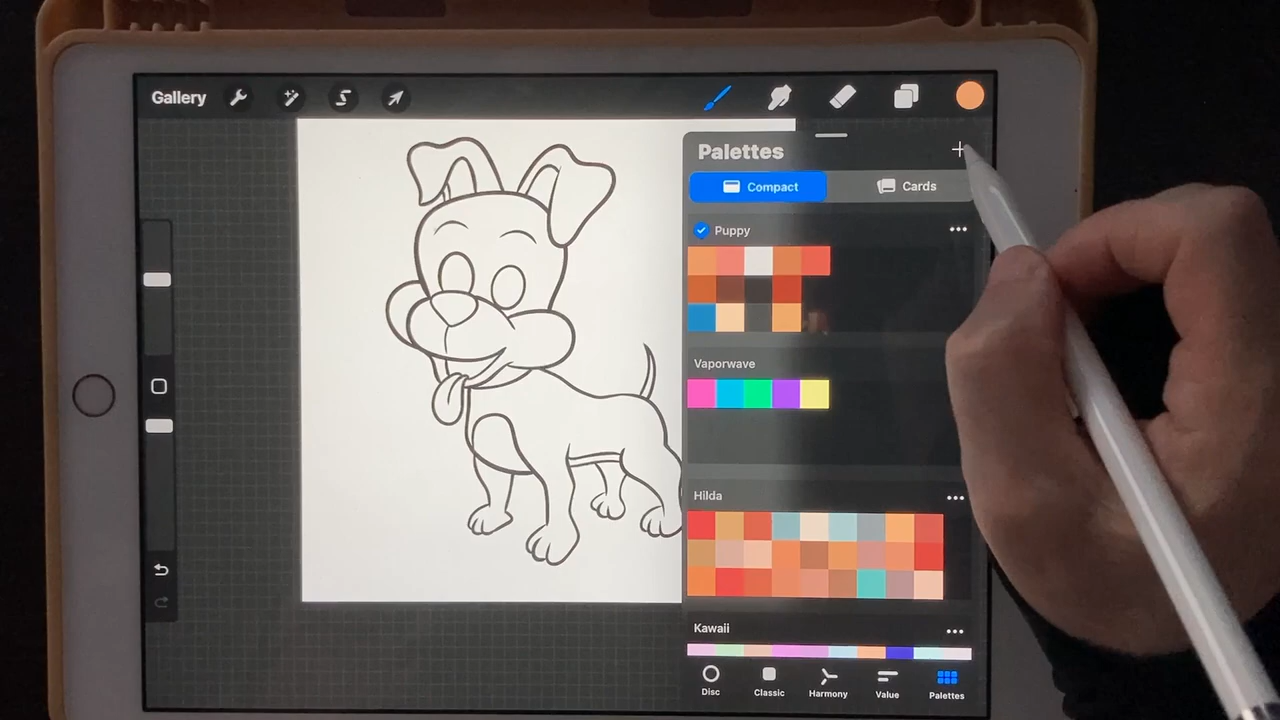 Gallery
Palettes
Compact
Cards
Puppy
Vaporwave
Hilda
Kawaii
Disc
Classic
Harmony
Value
Palettes